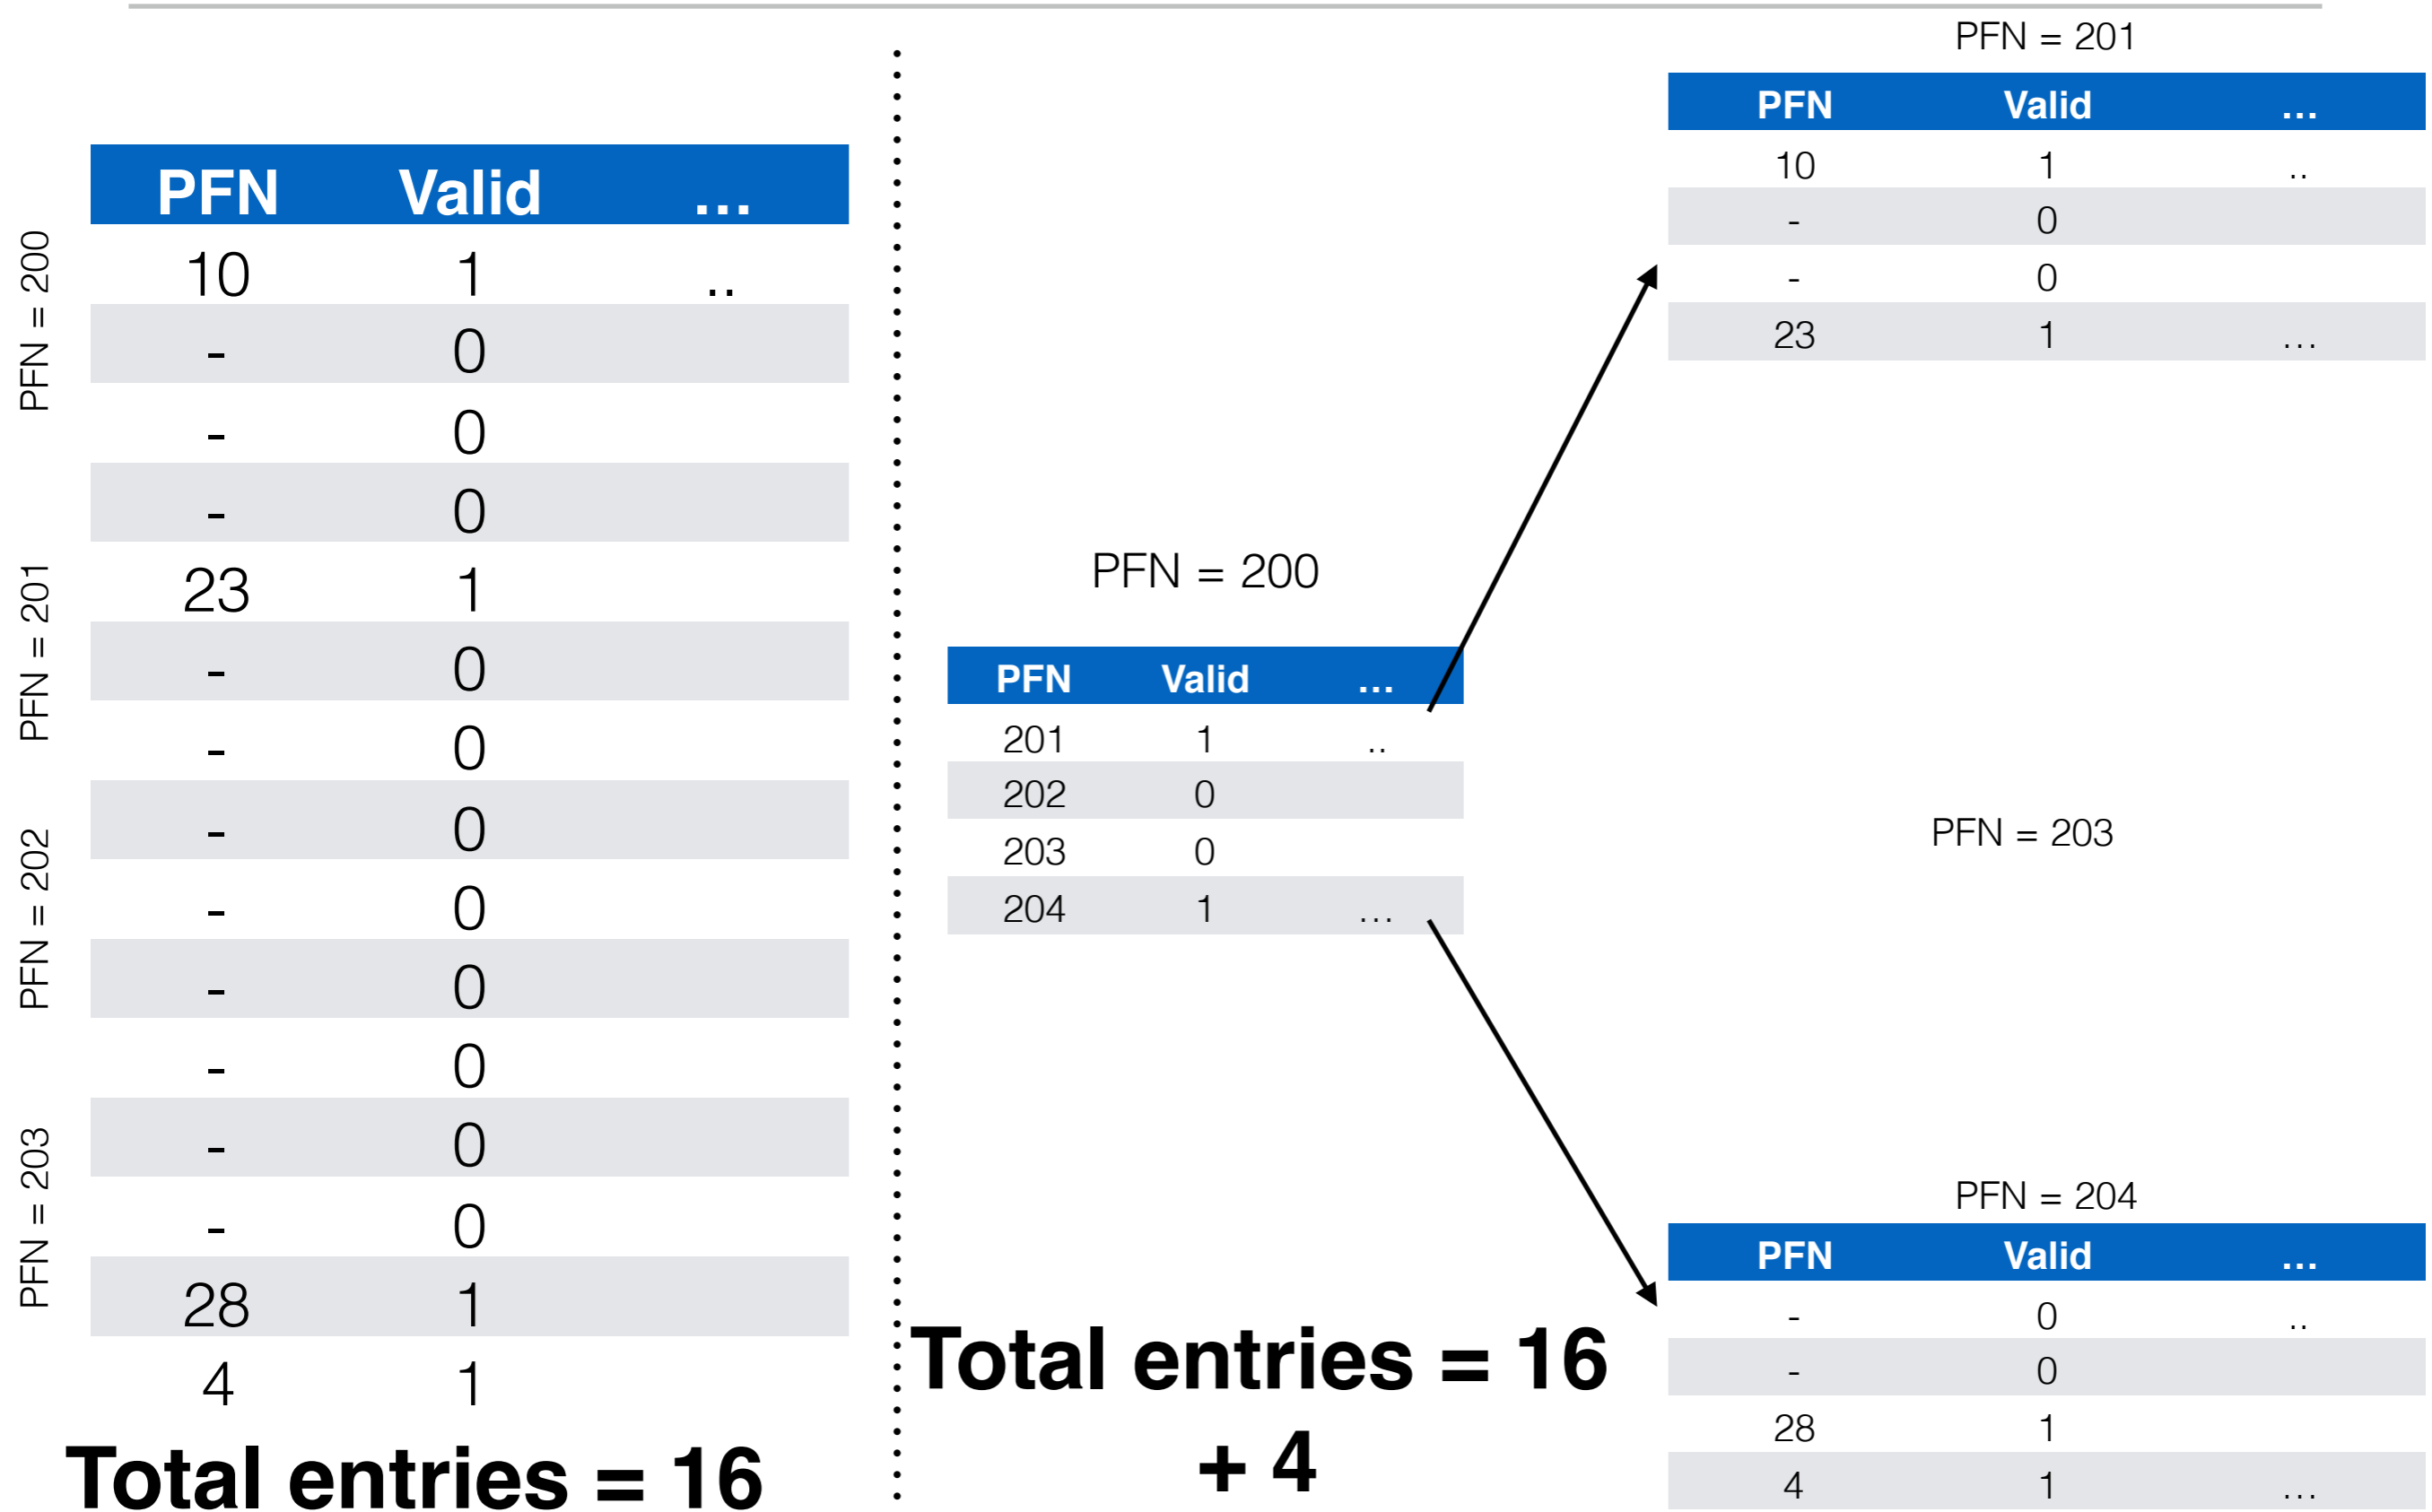 PFN = 200
PFN = 201
PFN = 202
PFN = 203
PFN Valid ...
10 1 ..
- 0
- 0
- 0
23 1
- 0
- 0
- 0
- 0
- 0
- 0
- 0
- 0
28 1
4 1
Total entries = 16
PFN = 200
PFN Valid ...
201 1 ..
202 0
203 0
204 1 ...
Total entries = 16
+ 4
PFN = 201
PFN Valid ...
10 1 ..
- 0
- 0
23 1 ...
PFN = 203
PFN = 204
PFN Valid ...
- 0 ..
- 0
28 1
4 1 ...